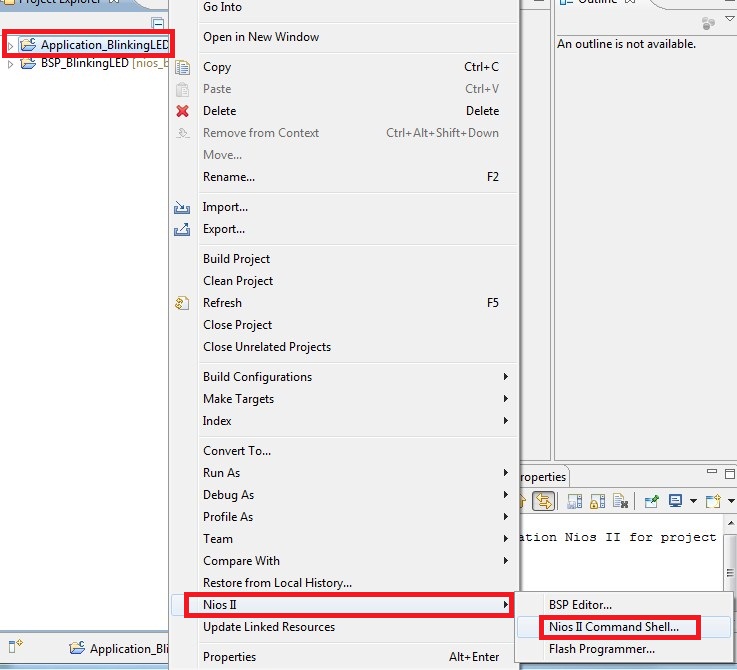 Project Explorer
Outline
Go Into
An outline is not available.
Open in New Window
Application_BlinkingLED
BSP_BlinkingLED [nios_b
Copy Ctrl+C
Paste Ctrl+V
Delete Delete
Remove from Context Ctrl+Alt+Shift+Down
Move...
Rename... F2
Import...
Export...
Build Project
Clean Project
Refresh F5
Close Project
Close Unrelated Projects
Build Configurations
Make Targets
Index
Convert To...
Run As
Debug As
Profile As
Team
Compare With
Restore from Local History...
Nios II
Update Linked Resources
Properties Alt+Enter
roperties
ation Nios II for project
BSP Editor...
Nios II Command Shell...
Flash Programmer...
Application_Bli